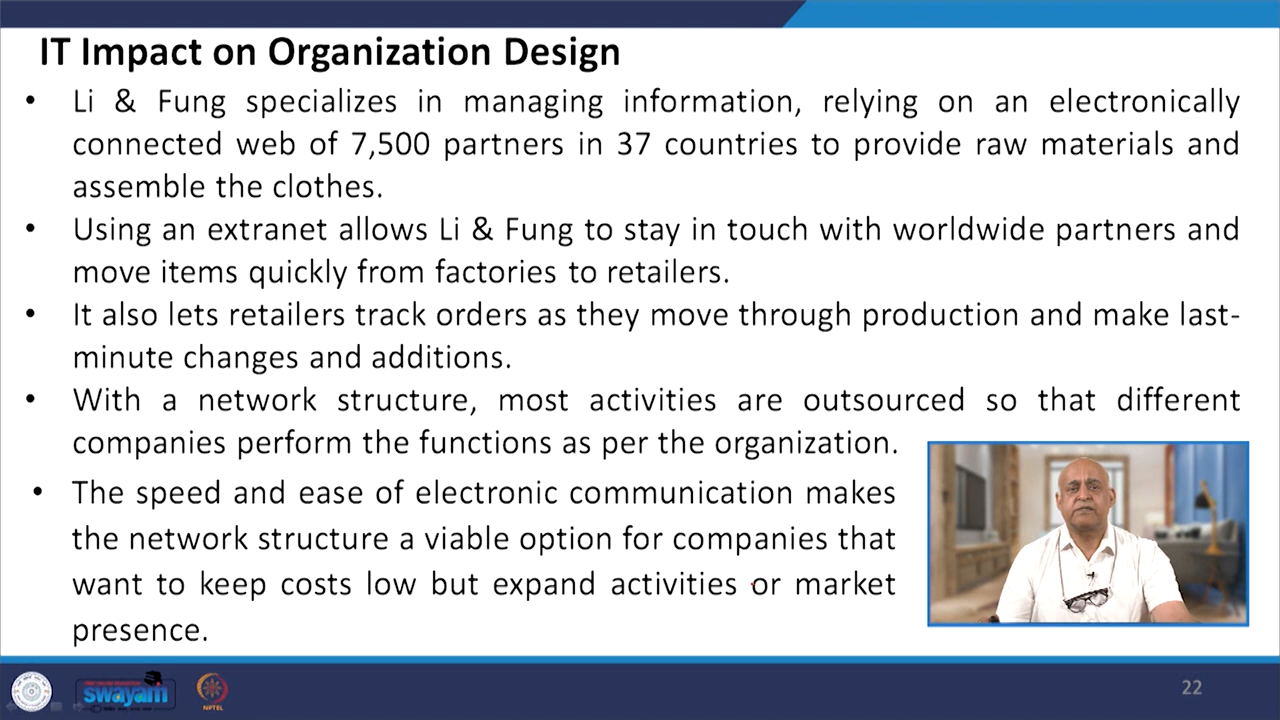 IT Impact on Organization Design
• Li & Fung specializes in managing information, relying on an electronically
connected web of 7,500 partners in 37 countries to provide raw materials and
assemble the clothes.
• Using an extranet allows Li & Fung to stay in touch with worldwide partners and
move items quickly from factories to retailers.
• It also lets retailers track orders as they move through production and make last-
minute changes and additions.
• With a network structure, most activities are outsourced so that different
companies perform the functions as per the organization.
• The speed and ease of electronic communication makes
the network structure a viable option for companies that
want to keep costs low but expand activities or market
presence.
swayam
NPTEL
22